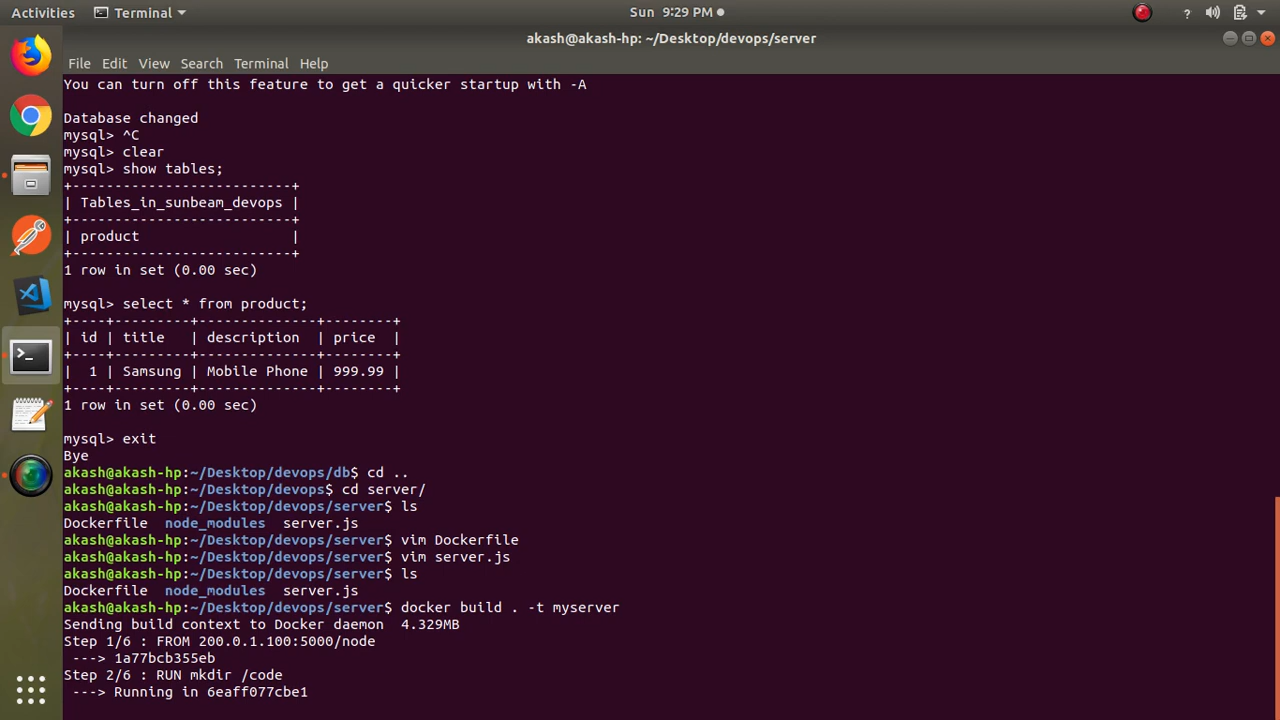 Activities Terminal Sun 9:29 PM ?
akash@akash-hp: ~/Desktop/devops/server
File Edit View Search Terminal Help
You can turn off this feature to get a quicker startup with -A
Database changed
mysql> ^C
mysql> clear
mysql> show tables;
+--------------------------+
| Tables_in_sunbeam_devops |
+--------------------------+
| product                  |
+--------------------------+
1 row in set (0.00 sec)
mysql> select * from product;
+----+---------+--------------+--------+
| id | title   | description  | price  |
+----+---------+--------------+--------+
|  1 | Samsung | Mobile Phone | 999.99 |
+----+---------+--------------+--------+
1 row in set (0.00 sec)
mysql> exit
Bye
akash@akash-hp:~/Desktop/devops/db$ cd ..
akash@akash-hp:~/Desktop/devops$ cd server/
akash@akash-hp:~/Desktop/devops/server$ ls
Dockerfile  node_modules  server.js
akash@akash-hp:~/Desktop/devops/server$ vim Dockerfile
akash@akash-hp:~/Desktop/devops/server$ vim server.js
akash@akash-hp:~/Desktop/devops/server$ ls
Dockerfile  node_modules  server.js
akash@akash-hp:~/Desktop/devops/server$ docker build . -t myserver
Sending build context to Docker daemon  4.329MB
Step 1/6 : FROM 200.0.1.100:5000/node
 ---> 1a77bcb355eb
Step 2/6 : RUN mkdir /code
 ---> Running in 6eaff077cbe1